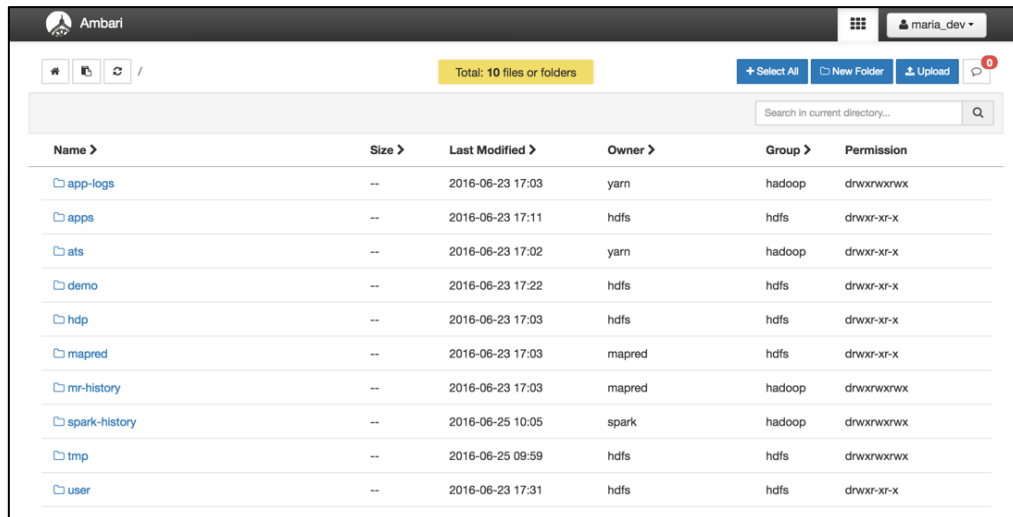 Ambari maria_dev
/ Total: 10 files or folders + Select All New Folder Upload 0
Search in current directory...
Name Size Last Modified Owner Group Permission
app-logs -- 2016-06-23 17:03 yarn hadoop drwxrwxrwx
apps -- 2016-06-23 17:11 hdfs hdfs drwxr-xr-x
ats -- 2016-06-23 17:02 yarn hadoop drwxr-xr-x
demo -- 2016-06-23 17:22 hdfs hdfs drwxr-xr-x
hdp -- 2016-06-23 17:03 hdfs hdfs drwxr-xr-x
mapred -- 2016-06-23 17:03 mapred hdfs drwxr-xr-x
mr-history -- 2016-06-23 17:03 mapred hadoop drwxrwxrwx
spark-history -- 2016-06-25 10:05 spark hadoop drwxrwxrwx
tmp -- 2016-06-25 09:59 hdfs hdfs drwxrwxrwx
user -- 2016-06-23 17:31 hdfs hdfs drwxr-xr-x